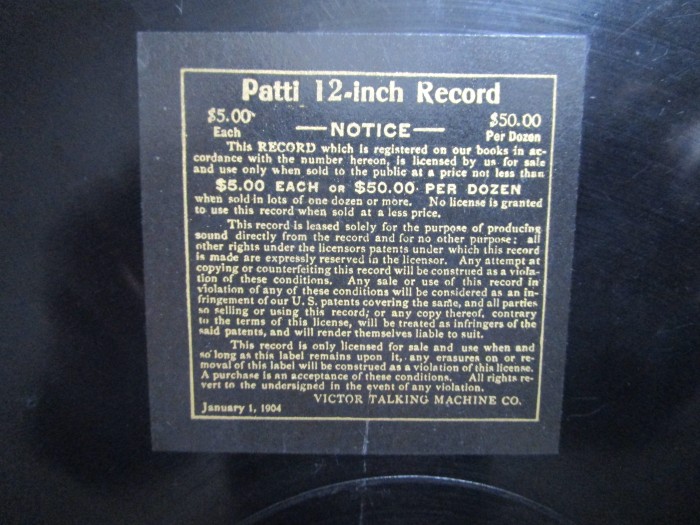 Patti 12-inch Record
$5.00 $50.00
Each —NOTICE— Per Dozen
This RECORD which is registered on our books in ac-
cordance with the number hereon, is licensed by us for sale
and use only when sold to the public at a price not less than
$5.00 EACH OR $50.00 PER DOZEN
when sold in lots of one dozen or more. No license is granted
to use this record when sold at a less price.
This record is leased solely for the purpose of producing
sound directly from the record and for no other purpose; all
other rights under the licensors patents under which this record
is made are expressly reserved in the licensor. Any attempt at
copying or counterfeiting this record will be construed as a viola-
tion of these conditions. Any sale or use of this record in
violation of any of these conditions will be considered as an in-
fringement of our U. S. patents covering the same, and all parties
so selling or using this record; or any copy thereof, contrary
to the terms of this license, will be treated as infringers of the
said patents, and will render themselves liable to suit.
This record is only licensed for sale and use when and
so long as this label remains upon it, any erasures on or re-
moval of this label will be construed as a violation of this license.
A purchase is an acceptance of these conditions. All rights re-
vert to the undersigned in the event of any violation.
VICTOR TALKING MACHINE CO.
January 1, 1904